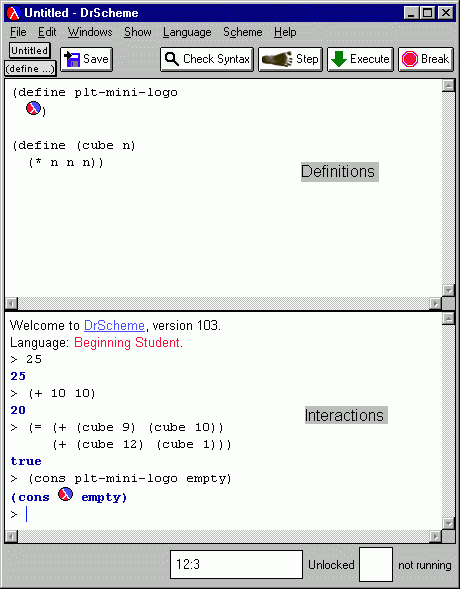 Untitled - DrScheme
File Edit Windows Show Language Scheme Help
Untitled
(define ...)
Save
Check Syntax
Step
Execute
Break
(define plt-mini-logo
)
(define (cube n)
(* n n n))
Definitions
Welcome to DrScheme, version 103.
Language: Beginning Student.
> 25
25
> (+ 10 10)
20
> (= (+ (cube 9) (cube 10))
(+ (cube 12) (cube 1)))
true
> (cons plt-mini-logo empty)
(cons λ empty)
>
Interactions
12:3
Unlocked
not running